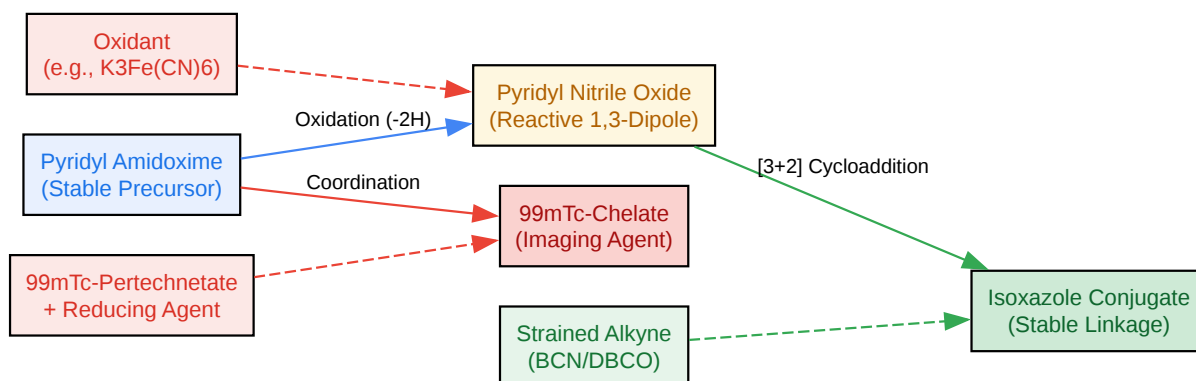 Oxidant
(e.g., K3Fe(CN)6)
Pyridyl Nitrile Oxide
(Reactive 1,3-Dipole)
Oxidation (-2H)
Pyridyl Amidoxime
(Stable Precursor)
[3+2] Cycloaddition
Coordination
99mTc-Chelate
(Imaging Agent)
99mTc-Pertechnetate
+ Reducing Agent
Isoxazole Conjugate
(Stable Linkage)
Strained Alkyne
(BCN/DBCO)